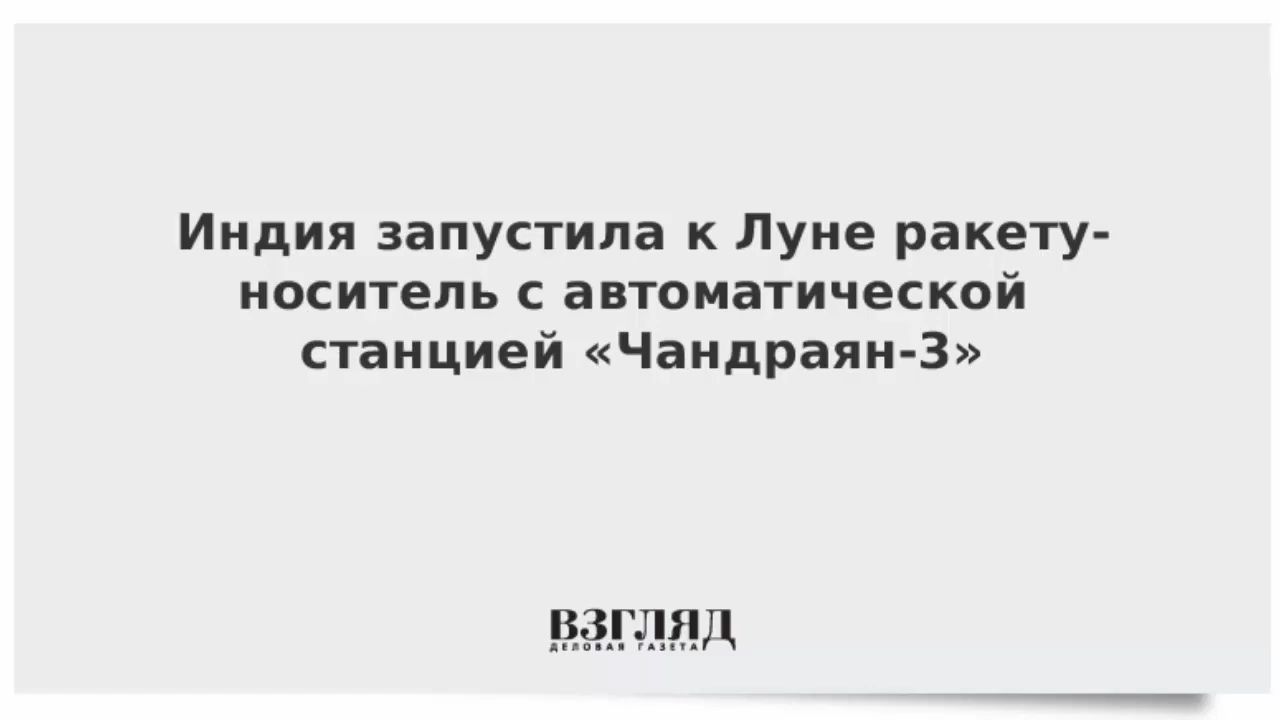 Индия запустила к Луне ракету-
носитель с автоматической
станцией «Чандраян-3»
ВЗГЛЯД
ДЕЛОВАЯ ГАЗЕТА